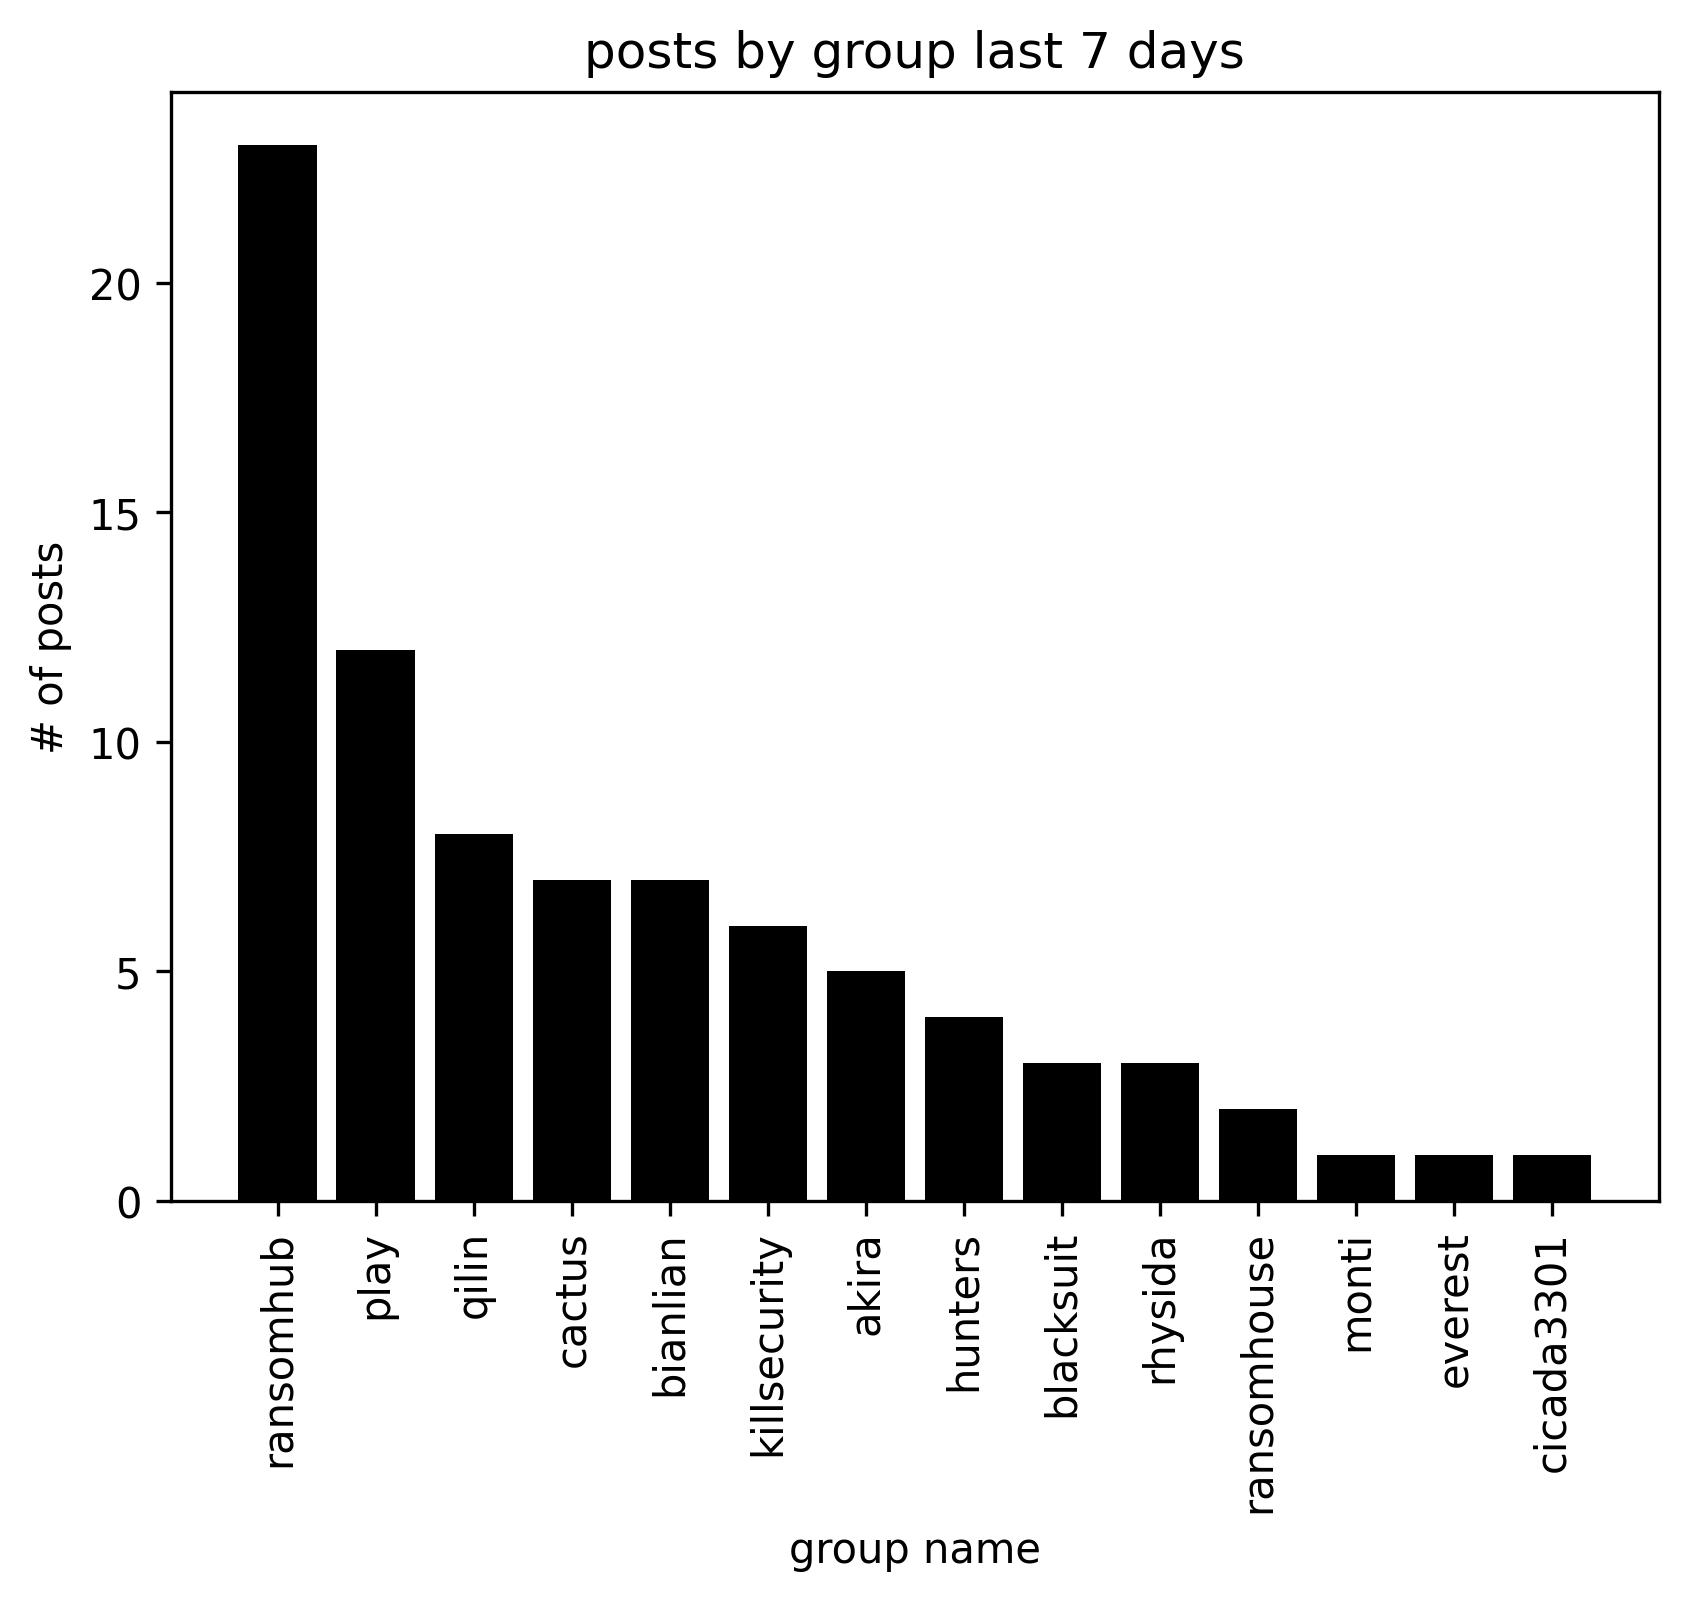 posts by group last 7 days
# of posts
20
15
10
5
0
ransomhub
play
qilin
cactus
bianlian
killsecurity
akira
hunters
blacksuit
rhysida
ransomhouse
monti
everest
cicada3301
group name